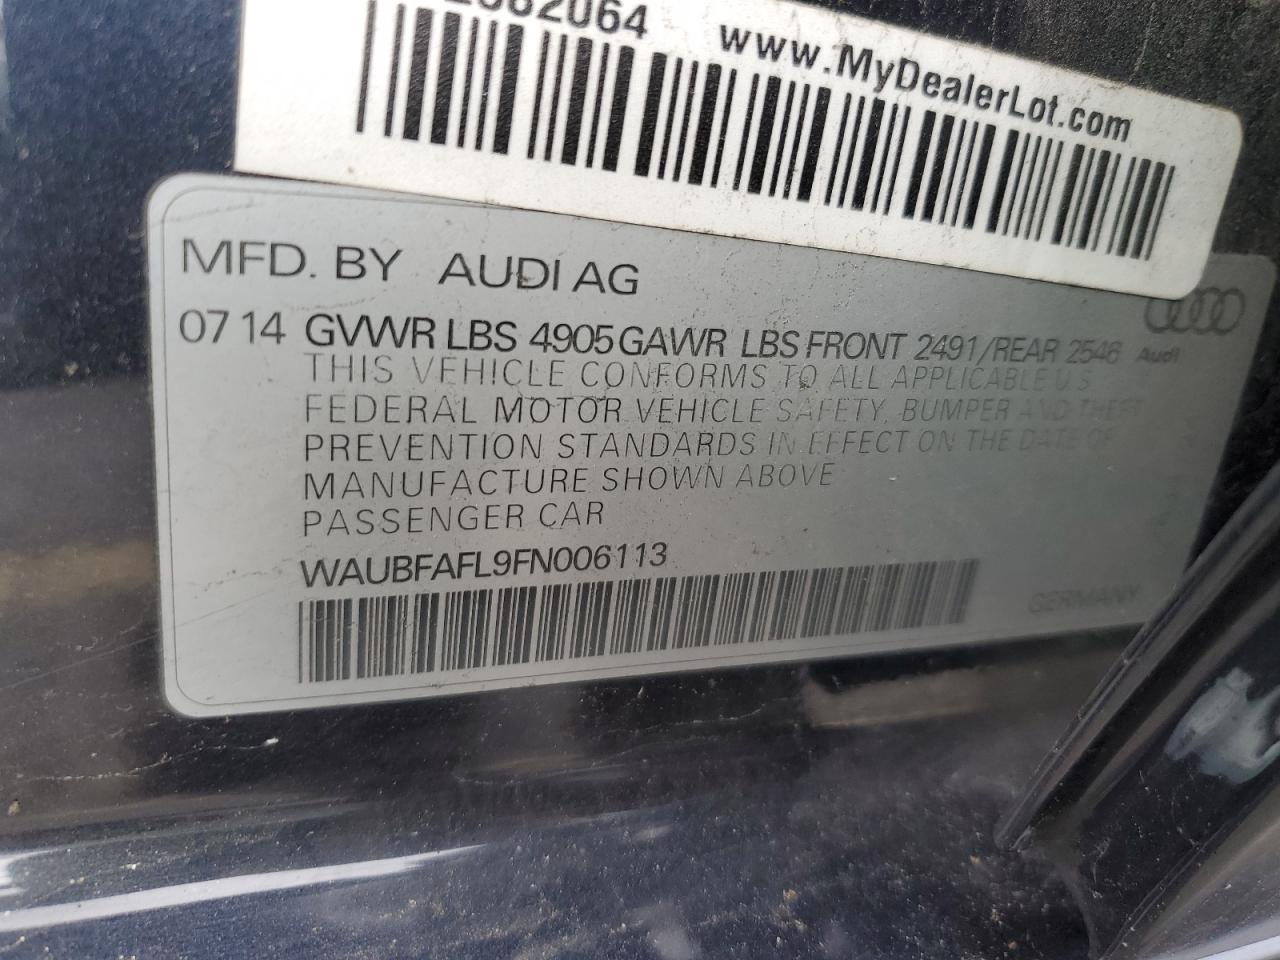 www.MyDealerLot.com
MFD. BY AUDI AG
07 14 GVWR LBS 4905 GAWR LBS FRONT 2491/REAR 2546
Audi
THIS VEHICLE CONFORMS TO ALL APPLICABLE U.S.
FEDERAL MOTOR VEHICLE SAFETY, BUMPER AND THEFT
PREVENTION STANDARDS IN EFFECT ON THE DATE OF
MANUFACTURE SHOWN ABOVE
PASSENGER CAR
WAUBFAFL9FN006113
GERMANY